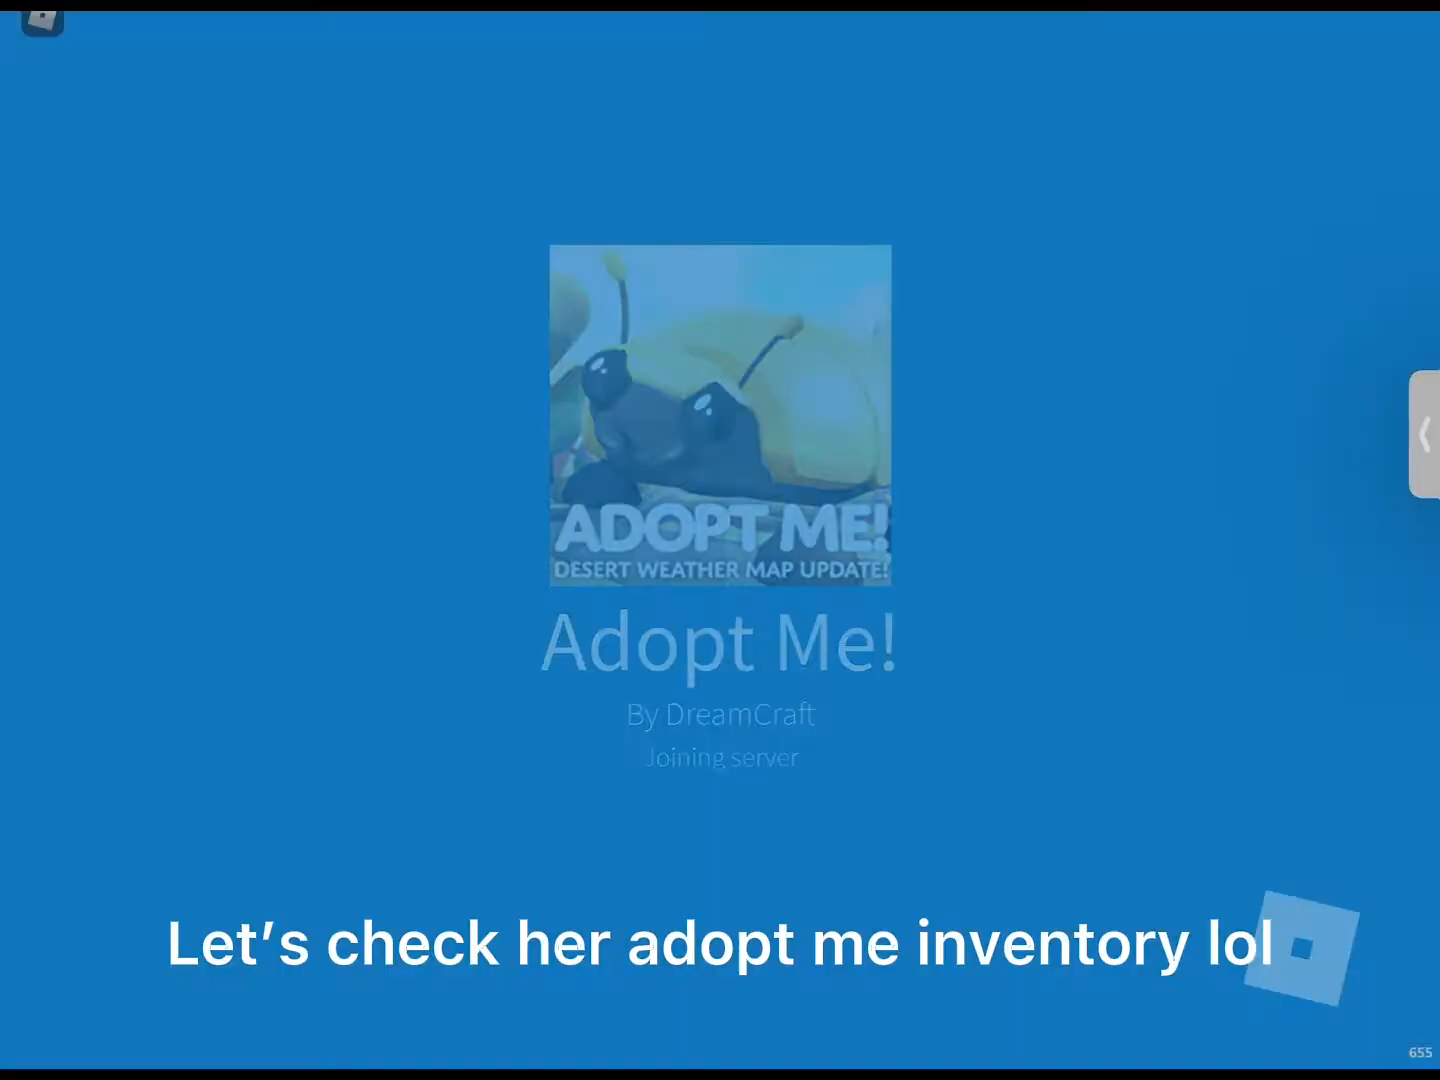 ADOPT ME!
DESERT WEATHER MAP UPDATE!
Adopt Me!
By DreamCraft
Joining server
Let’s check her adopt me inventory lol
655